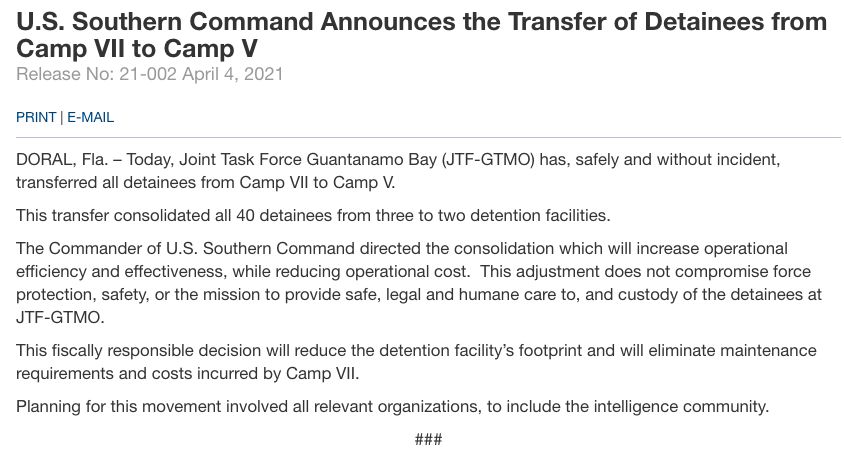 U.S. Southern Command Announces the Transfer of Detainees from
Camp VII to Camp V
Release No: 21-002 April 4, 2021
PRINT | E-MAIL
DORAL, Fla. – Today, Joint Task Force Guantanamo Bay (JTF-GTMO) has, safely and without incident,
transferred all detainees from Camp VII to Camp V.
This transfer consolidated all 40 detainees from three to two detention facilities.
The Commander of U.S. Southern Command directed the consolidation which will increase operational
efficiency and effectiveness, while reducing operational cost.  This adjustment does not compromise force
protection, safety, or the mission to provide safe, legal and humane care to, and custody of the detainees at
JTF-GTMO.
This fiscally responsible decision will reduce the detention facility’s footprint and will eliminate maintenance
requirements and costs incurred by Camp VII.
Planning for this movement involved all relevant organizations, to include the intelligence community.
###